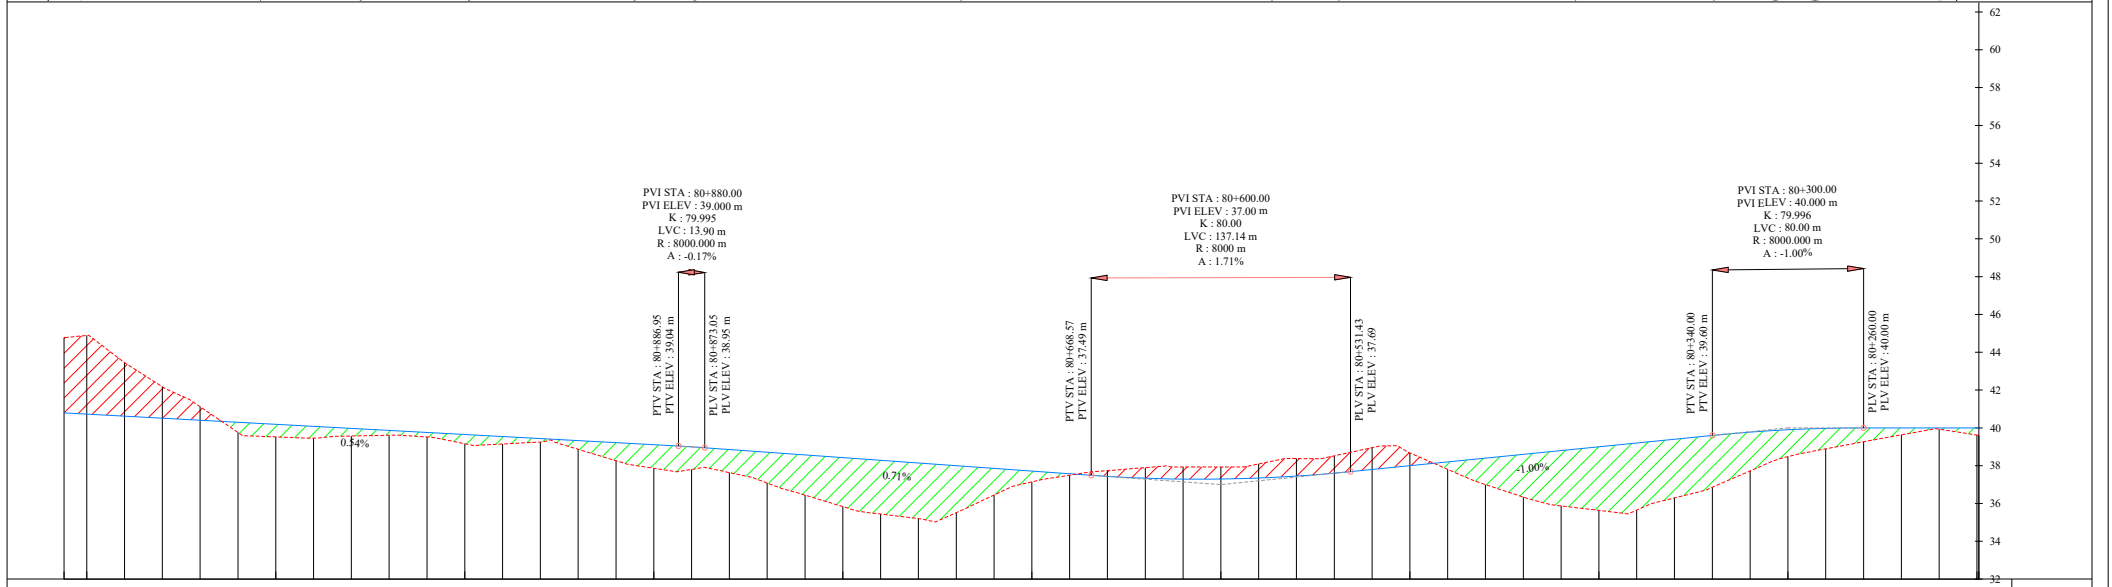 62
60
58
56
54
52
50
48
46
44
42
40
38
36
34
32
PVI STA : 80+880.00
PVI ELEV : 39.000 m
K : 79.995
LVC : 13.90 m
R : 8000.000 m
A : -0.17%
PVI STA : 80+600.00
PVI ELEV : 37.00 m
K : 80.00
LVC : 137.14 m
R : 8000 m
A : 1.71%
PVI STA : 80+300.00
PVI ELEV : 40.000 m
K : 79.996
LVC : 80.00 m
R : 8000.000 m
A : -1.00%
PTV STA : 80+886.95
PTV ELEV : 39.04 m
PLV STA : 80+873.05
PLV ELEV : 38.95 m
PTV STA : 80+668.57
PTV ELEV : 37.49 m
PLV STA : 80+531.43
PLV ELEV : 37.69
PTV STA : 80+340.00
PTV ELEV : 39.60 m
PLV STA : 80+260.00
PLV ELEV : 40.00 m
0.54%
0.71%
-1.00%